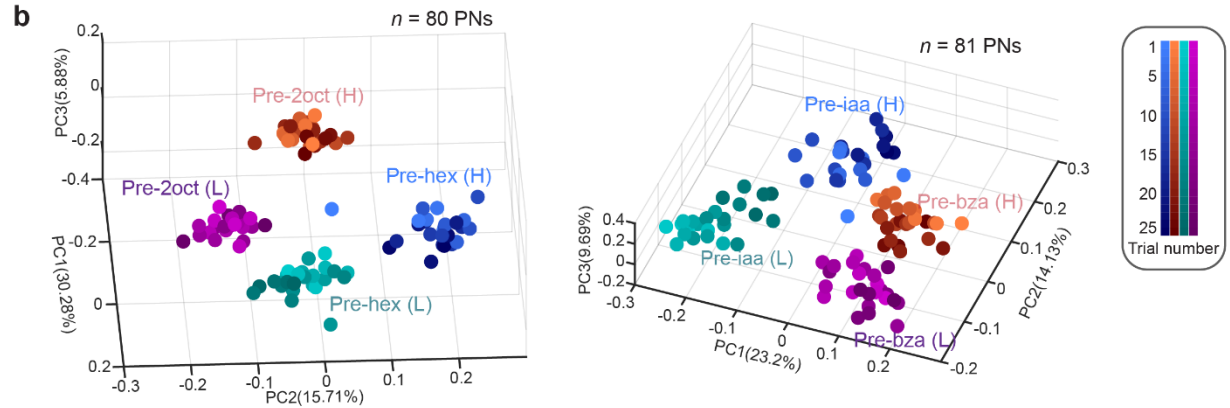 b
n = 80 PNs
0.2
0
-0.2
-0.4
PC3(5.88%)
-0.2
0
0.2
PC1(30.28%)
-0.3
-0.2
-0.1
0
0.1
0.2
PC2(15.71%)
Pre-2oct (H)
Pre-2oct (L)
Pre-hex (H)
Pre-hex (L)
n = 81 PNs
Pre-iaa (H)
Pre-bza (H)
Pre-iaa (L)
Pre-bza (L)
0.4
0.2
0
-0.2
PC3(9.69%)
-0.3
-0.2
-0.1
0
0.1
0.2
PC1(23.2%)
0.3
0.2
0.1
0
-0.1
-0.2
PC2(14.13%)
1
5
10
15
20
25
Trial number